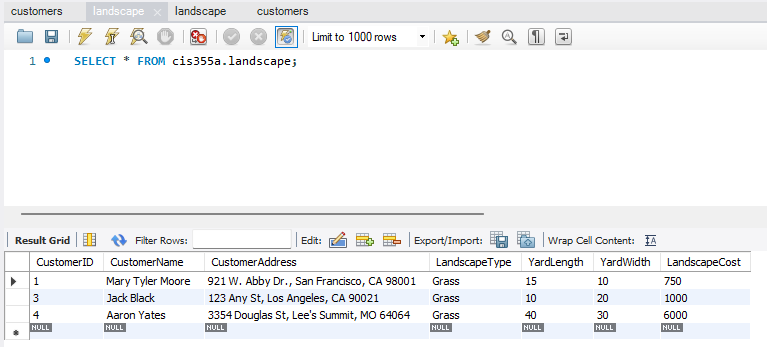 customers landscape landscape customers
Limit to 1000 rows
1 SELECT * FROM cis355a.landscape;
Result Grid Filter Rows: Edit: Export/Import: Wrap Cell Content: IA
CustomerID CustomerName CustomerAddress LandscapeType YardLength YardWidth LandscapeCost
1 Mary Tyler Moore 921 W. Abby Dr., San Francisco, CA 98001 Grass 15 10 750
3 Jack Black 123 Any St, Los Angeles, CA 90021 Grass 10 20 1000
4 Aaron Yates 3354 Douglas St, Lee's Summit, MO 64064 Grass 40 30 6000
NULL NULL NULL NULL NULL NULL NULL